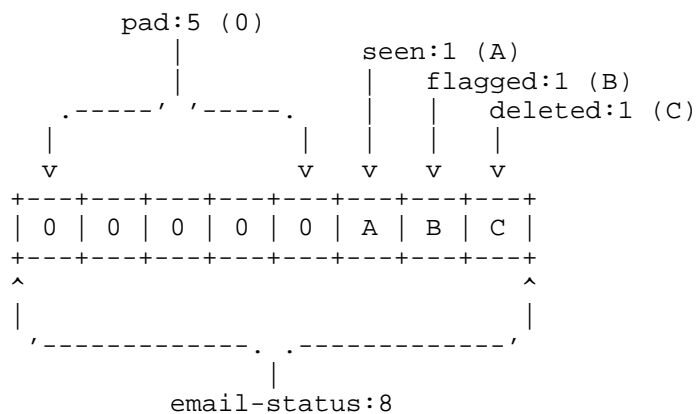 pad:5 (0)
seen:1 (A)
flagged:1 (B)
deleted:1 (C)
| 0 | 0 | 0 | 0 | 0 | A | B | C |
email-status:8